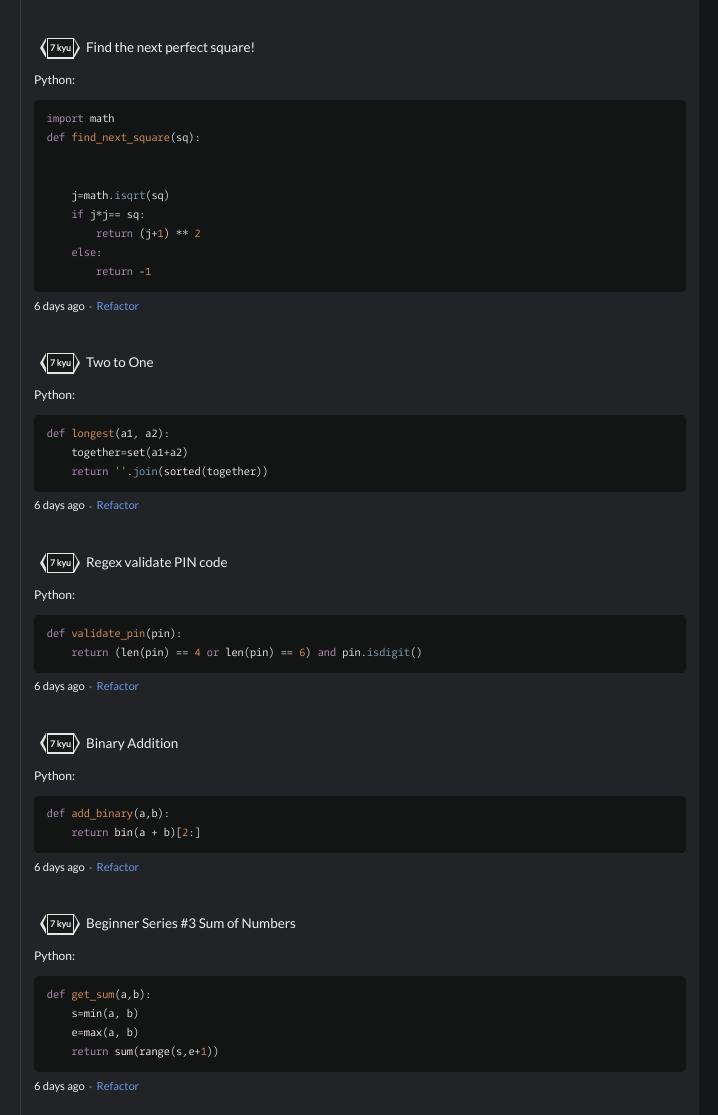 7 kyu Find the next perfect square!
Python:
import math
def find_next_square(sq):
    j=math.isqrt(sq)
    if j*j== sq:
        return (j+1) ** 2
    else:
        return -1
6 days ago - Refactor
7 kyu Two to One
Python:
def longest(a1, a2):
    together=set(a1+a2)
    return ''.join(sorted(together))
6 days ago - Refactor
7 kyu Regex validate PIN code
Python:
def validate_pin(pin):
    return (len(pin) == 4 or len(pin) == 6) and pin.isdigit()
6 days ago - Refactor
7 kyu Binary Addition
Python:
def add_binary(a,b):
    return bin(a + b)[2:]
6 days ago - Refactor
7 kyu Beginner Series #3 Sum of Numbers
Python:
def get_sum(a,b):
    s=min(a, b)
    e=max(a, b)
    return sum(range(s,e+1))
6 days ago - Refactor